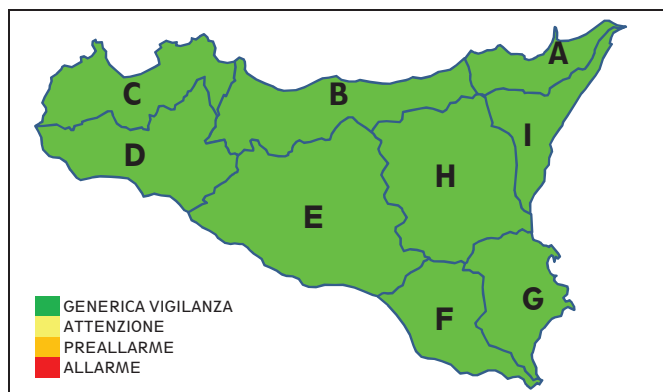 A
C
B
I
D
H
E
G
F
GENERICA VIGILANZA
ATTENZIONE
PREALLARME
ALLARME